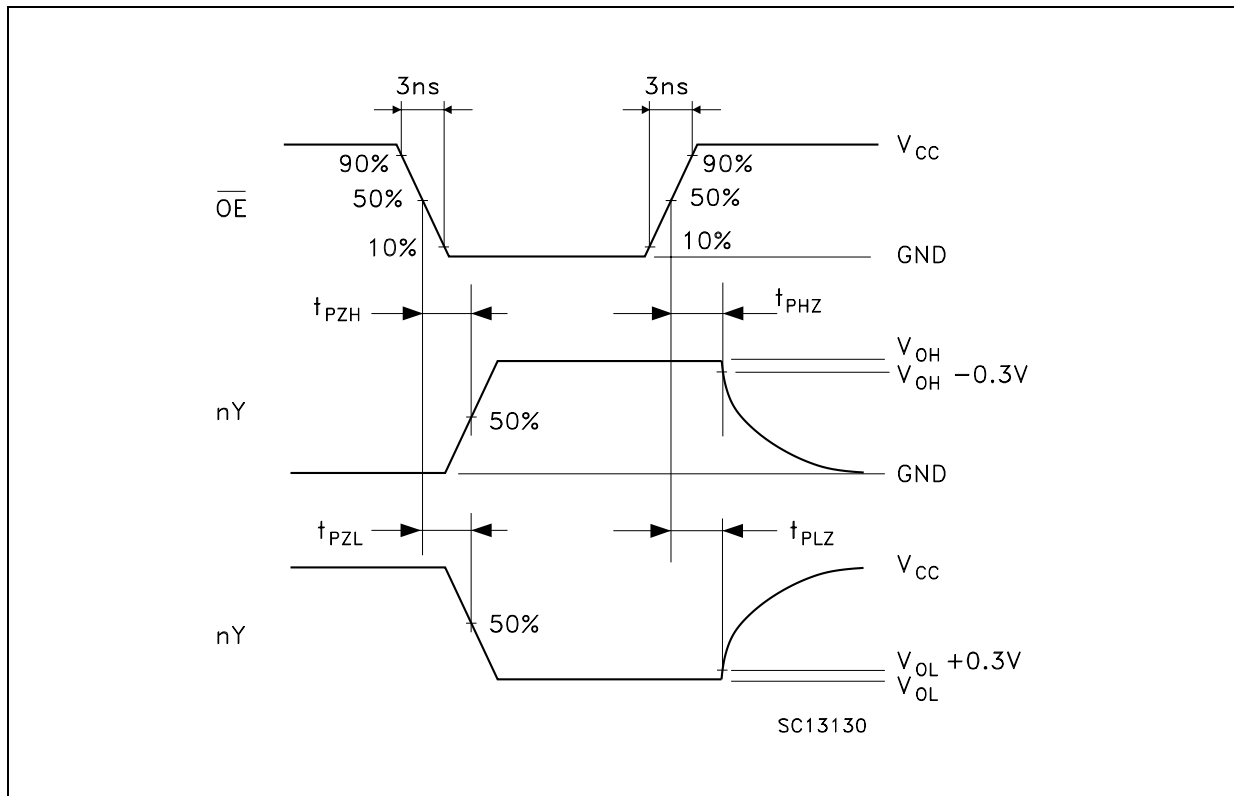 3ns 3ns
V_CC
90% 90%
50% 50%
O̅E̅
10% 10%
GND
t_PZH t_PHZ
V_OH
V_OH −0.3V
nY
50%
GND
t_PZL t_PLZ
V_CC
50%
nY
V_OL +0.3V
V_OL
SC13130